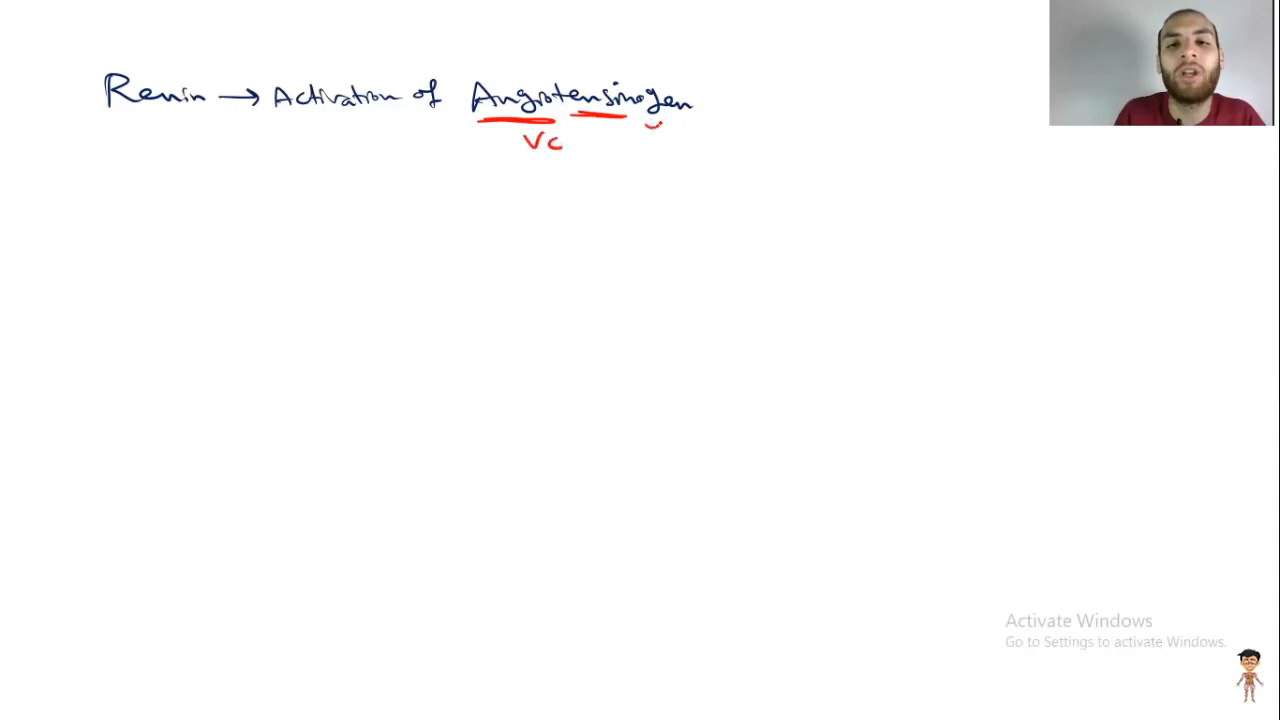 Renin → Activation of Angiotensinogen
VC
Activate Windows
Go to Settings to activate Windows.